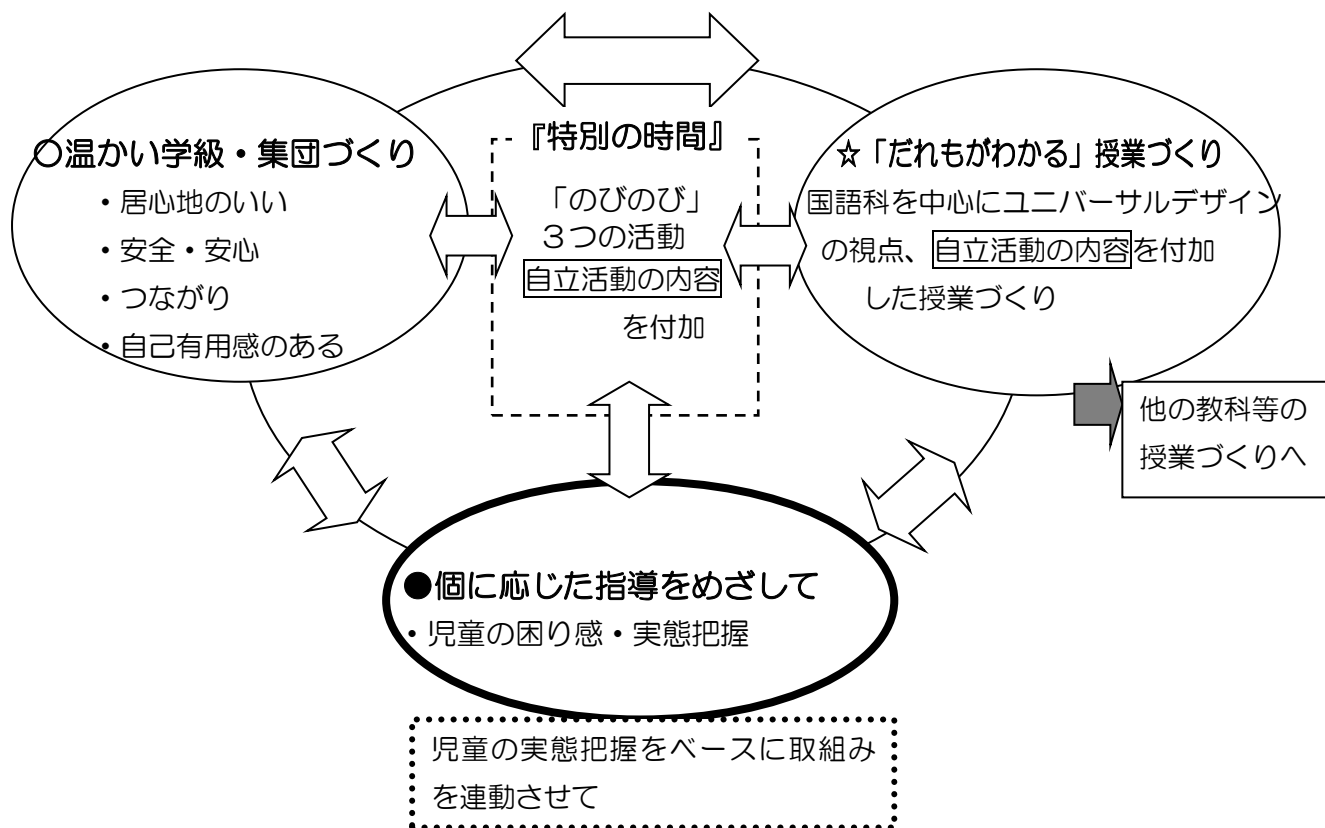 〇温かい学級・集団づくり
・居心地のいい
・安全・安心
・つながり
・自己有用感のある
『特別の時間』
「のびのび」
３つの活動
自立活動の内容
を付加
☆「だれもがわかる」授業づくり
国語科を中心にユニバーサルデザイン
の視点、自立活動の内容を付加
した授業づくり
他の教科等の
授業づくりへ
●個に応じた指導をめざして
・児童の困り感・実態把握
児童の実態把握をベースに取組み
を連動させて